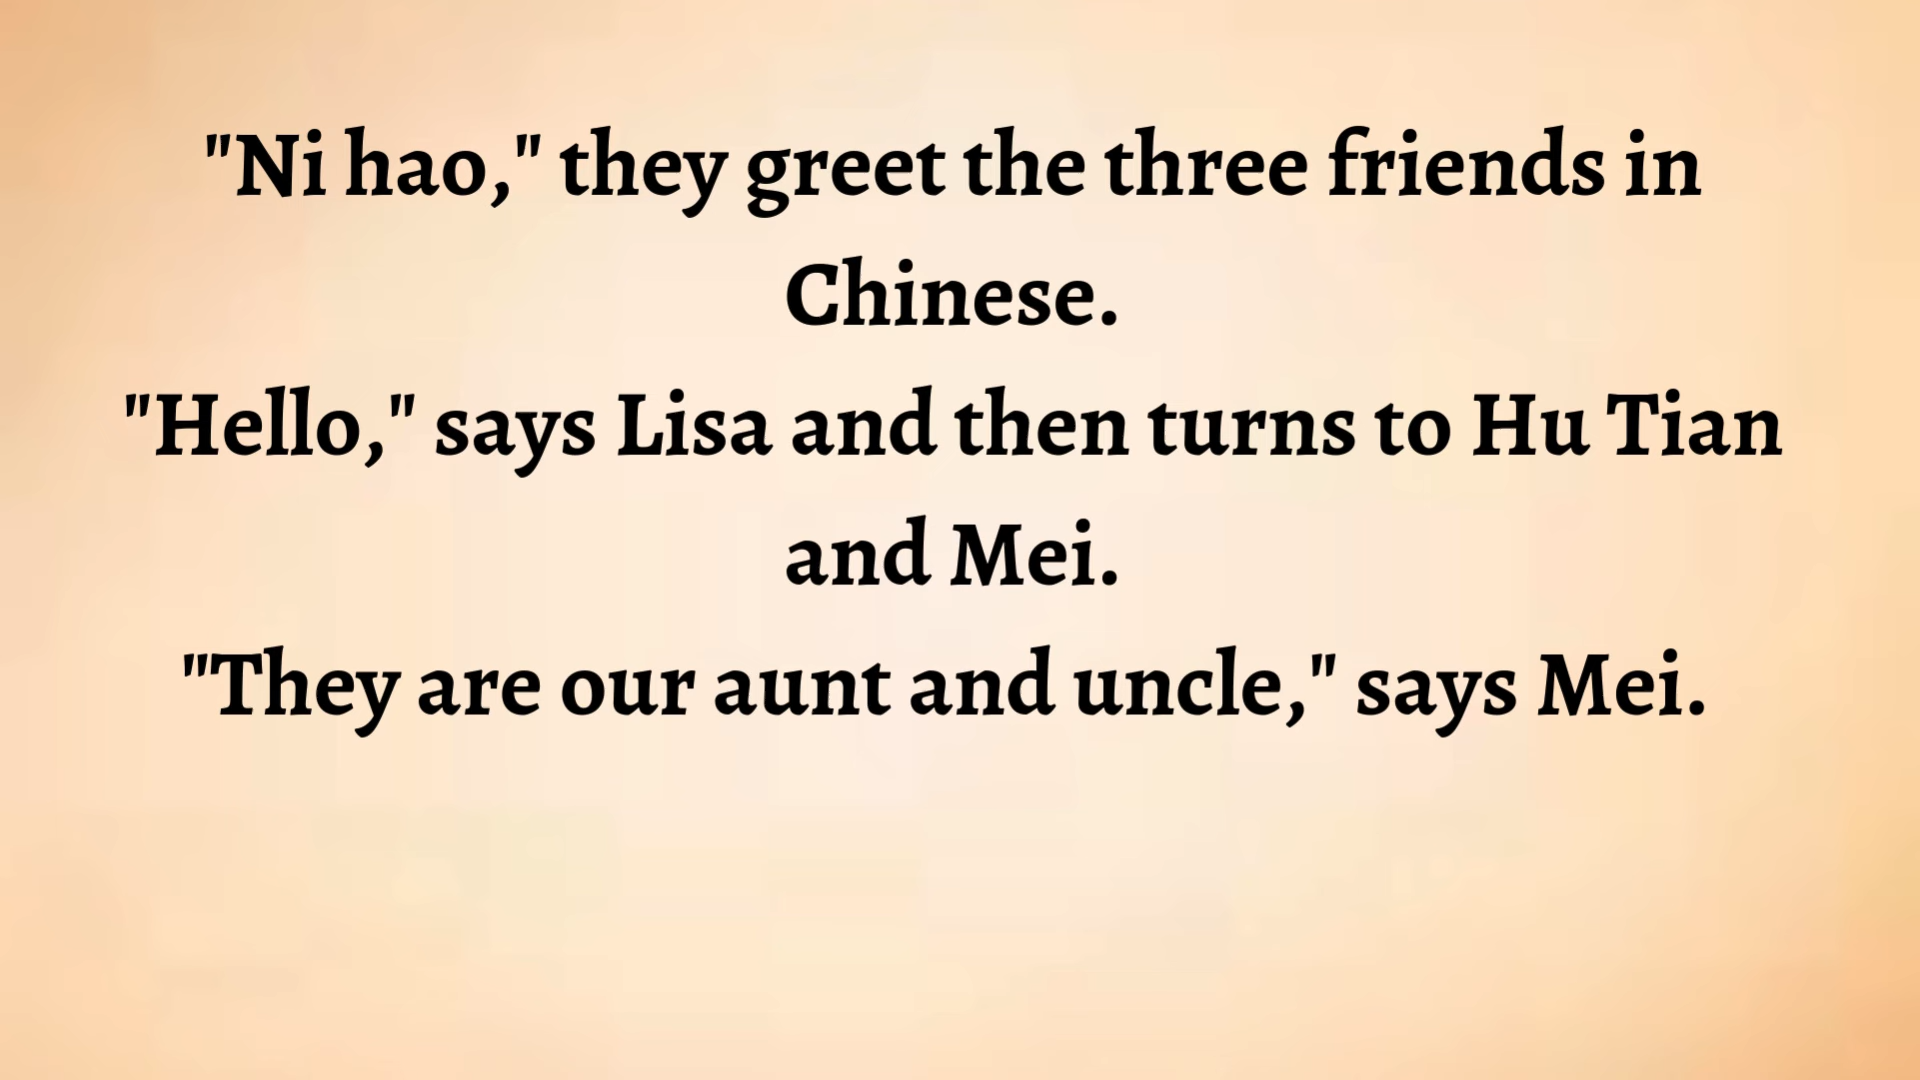 "Ni hao," they greet the three friends in
Chinese.
"Hello," says Lisa and then turns to Hu Tian
and Mei.
"They are our aunt and uncle," says Mei.